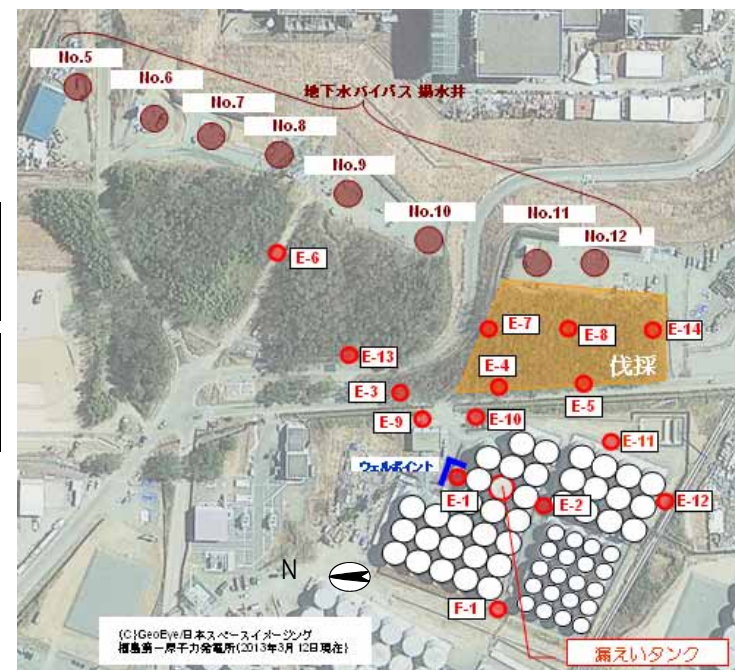 No.5
No.6
No.7
No.8
No.9
No.10
No.11
No.12
地下水バイパス 揚水井
E-6
E-7
E-8
E-14
伐採
E-13
E-4
E-5
E-3
E-9
E-10
E-11
ウェルポイント
E-1
E-2
E-12
N
F-1
(C)GeoEye/日本スペースイメージング
福島第一原子力発電所(2013年3月12日現在)
漏えいタンク